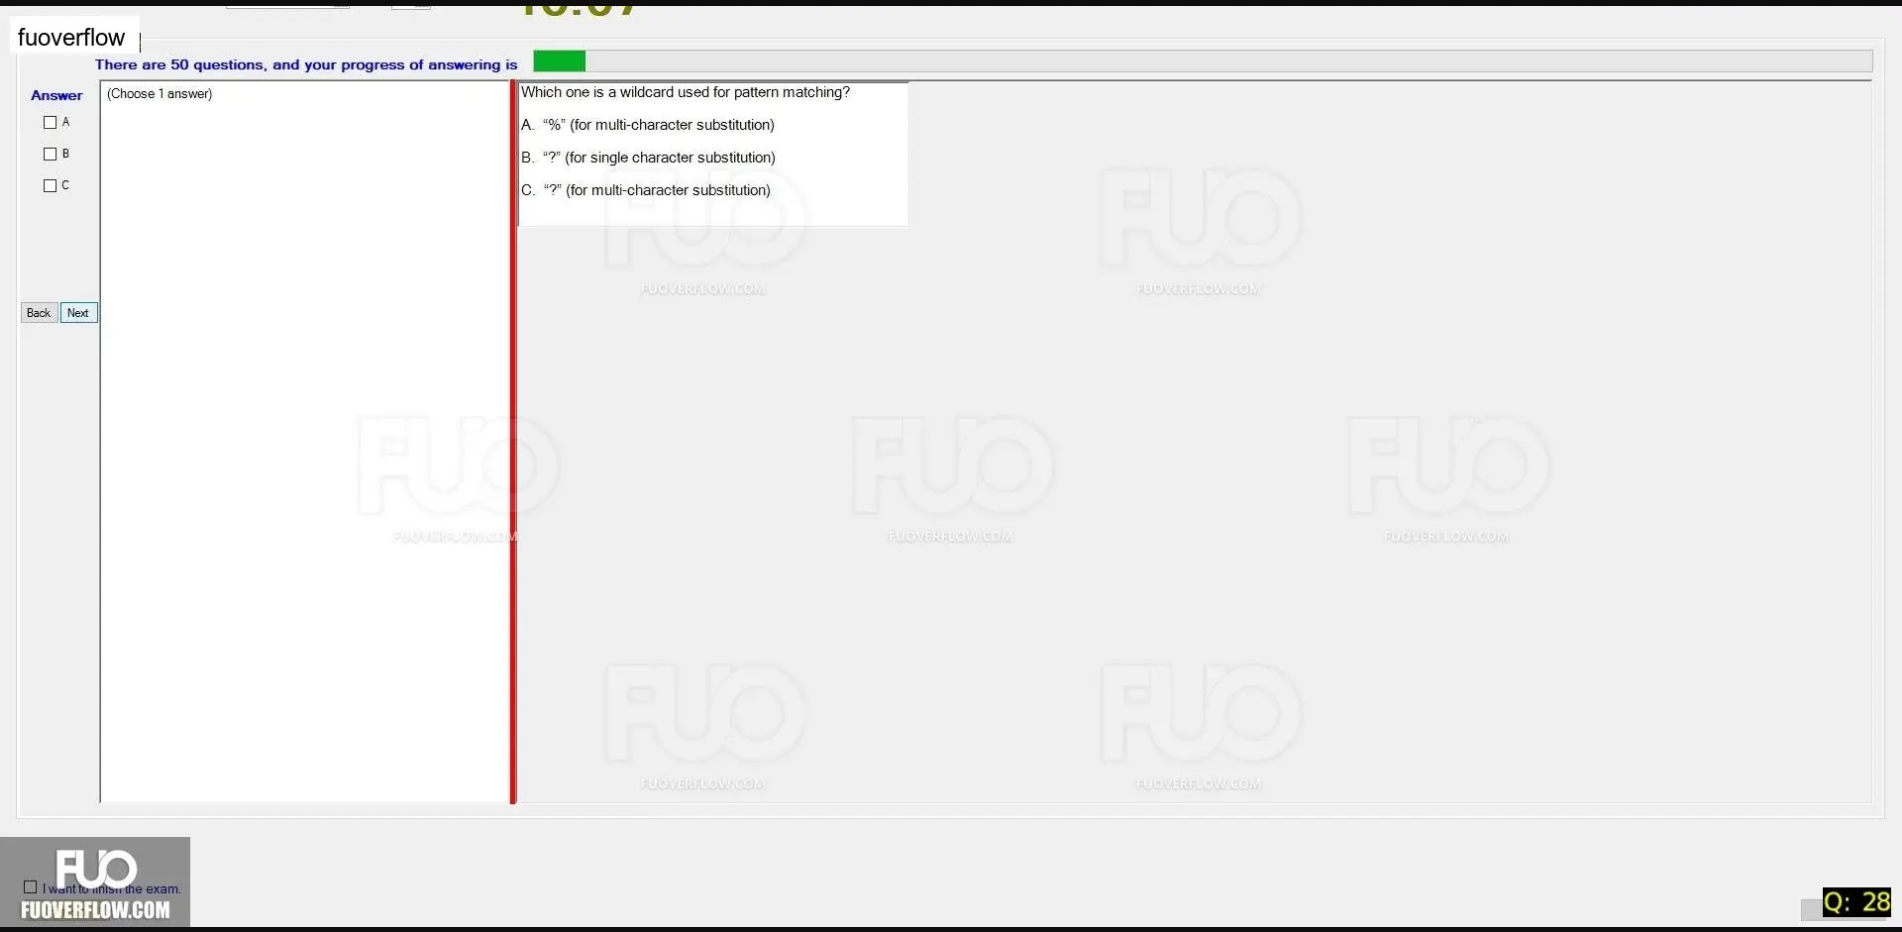 fuoverflow
There are 50 questions, and your progress of answering is
Answer
(Choose 1 answer)
A
B
C
Back Next
Which one is a wildcard used for pattern matching?
A. “%” (for multi-character substitution)
B. “?” (for single character substitution)
C. “?” (for multi-character substitution)
FUO
FUOVERFLOW.COM
FUO
FUOVERFLOW.COM
FUO
FUOVERFLOW.COM
FUO
FUOVERFLOW.COM
FUO
FUOVERFLOW.COM
FUO
FUOVERFLOW.COM
FUO
FUOVERFLOW.COM
FUO
I want to finish the exam.
FUOVERFLOW.COM
Q: 28